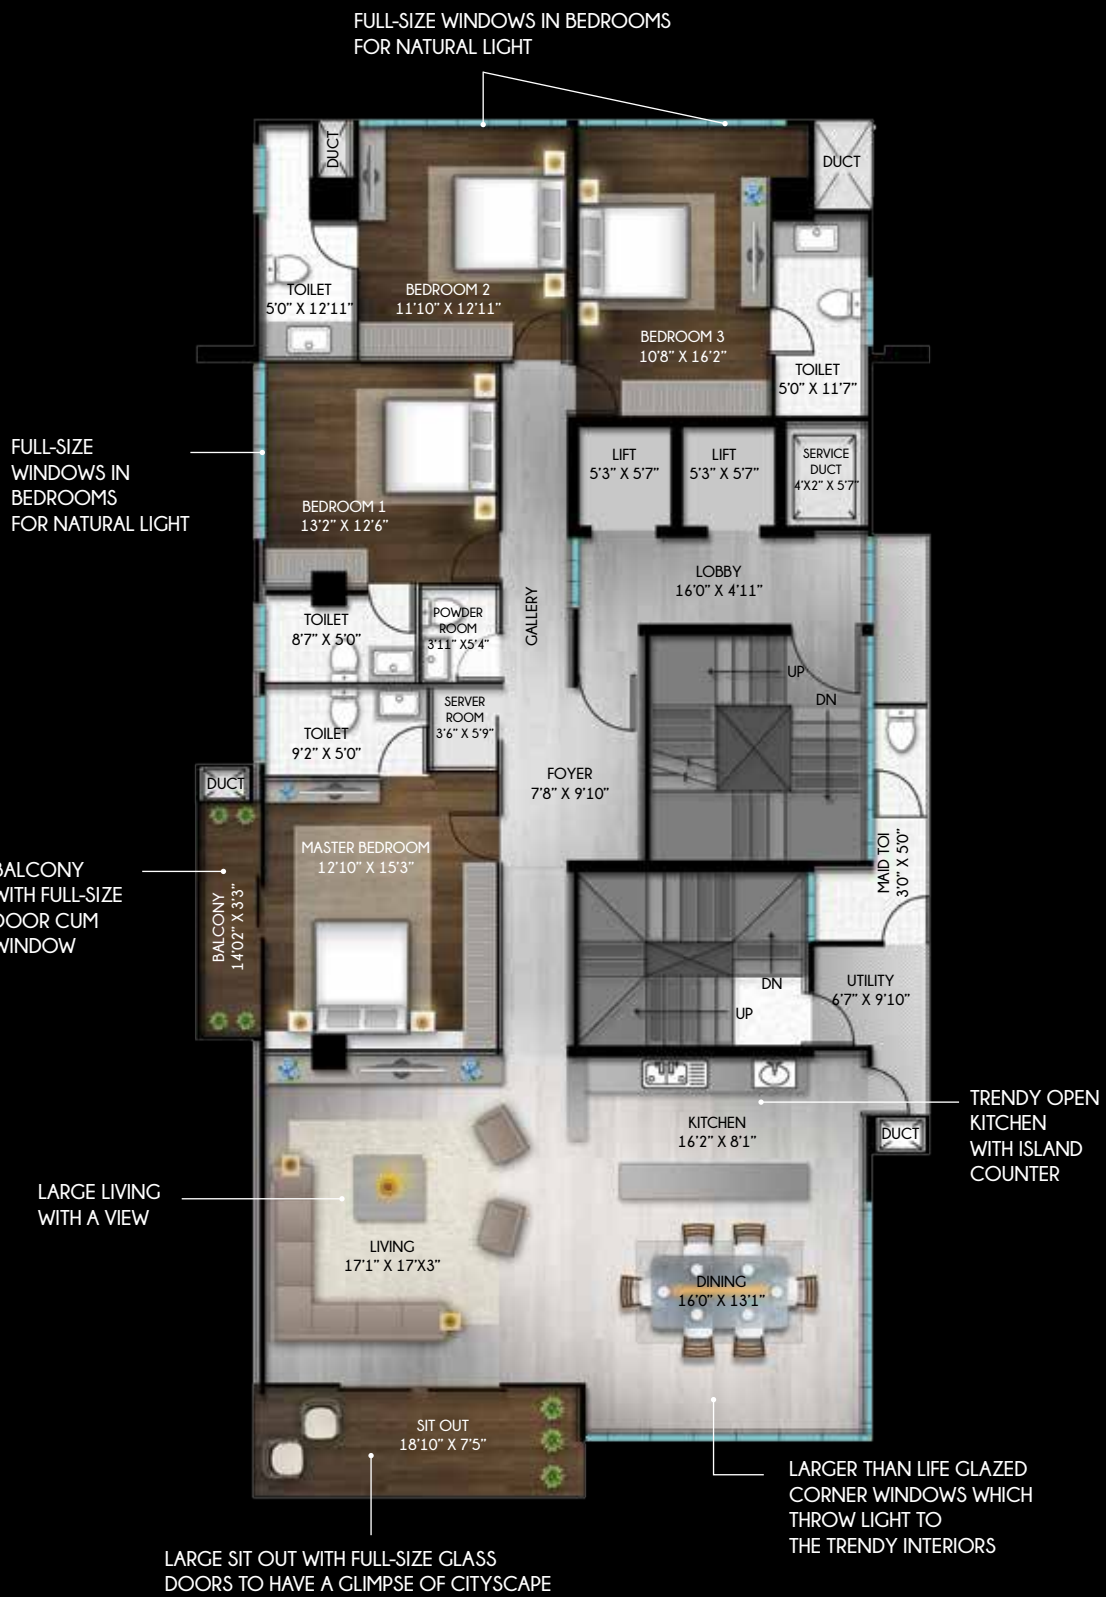 FULL-SIZE WINDOWS IN BEDROOMS
FOR NATURAL LIGHT
DUCT
DUCT
TOILET
5'0" X 12'11"
BEDROOM 2
11'10" X 12'11"
BEDROOM 3
10'8" X 16'2"
TOILET
5'0" X 11'7"
FULL-SIZE
WINDOWS IN
BEDROOMS
FOR NATURAL LIGHT
LIFT
5'3" X 5'7"
LIFT
5'3" X 5'7"
SERVICE
DUCT
4'X2" X 5'7"
BEDROOM 1
13'2" X 12'6"
LOBBY
16'0" X 4'11"
GALLERY
TOILET
8'7" X 5'0"
POWDER
ROOM
3'11" X5'4"
UP
DN
SERVER
ROOM
3'6" X 5'9"
TOILET
9'2" X 5'0"
FOYER
7'8" X 9'10"
DUCT
MASTER BEDROOM
12'10" X 15'3"
MAID TOI
3'0" X 5'0"
BALCONY
WITH FULL-SIZE
DOOR CUM
WINDOW
BALCONY
14'02" X 3'3"
DN
UP
UTILITY
6'7" X 9'10"
KITCHEN
16'2" X 8'1"
DUCT
TRENDY OPEN
KITCHEN
WITH ISLAND
COUNTER
LARGE LIVING
WITH A VIEW
LIVING
17'1" X 17'X3"
DINING
16'0" X 13'1"
SIT OUT
18'10" X 7'5"
LARGER THAN LIFE GLAZED
CORNER WINDOWS WHICH
THROW LIGHT TO
THE TRENDY INTERIORS
LARGE SIT OUT WITH FULL-SIZE GLASS
DOORS TO HAVE A GLIMPSE OF CITYSCAPE